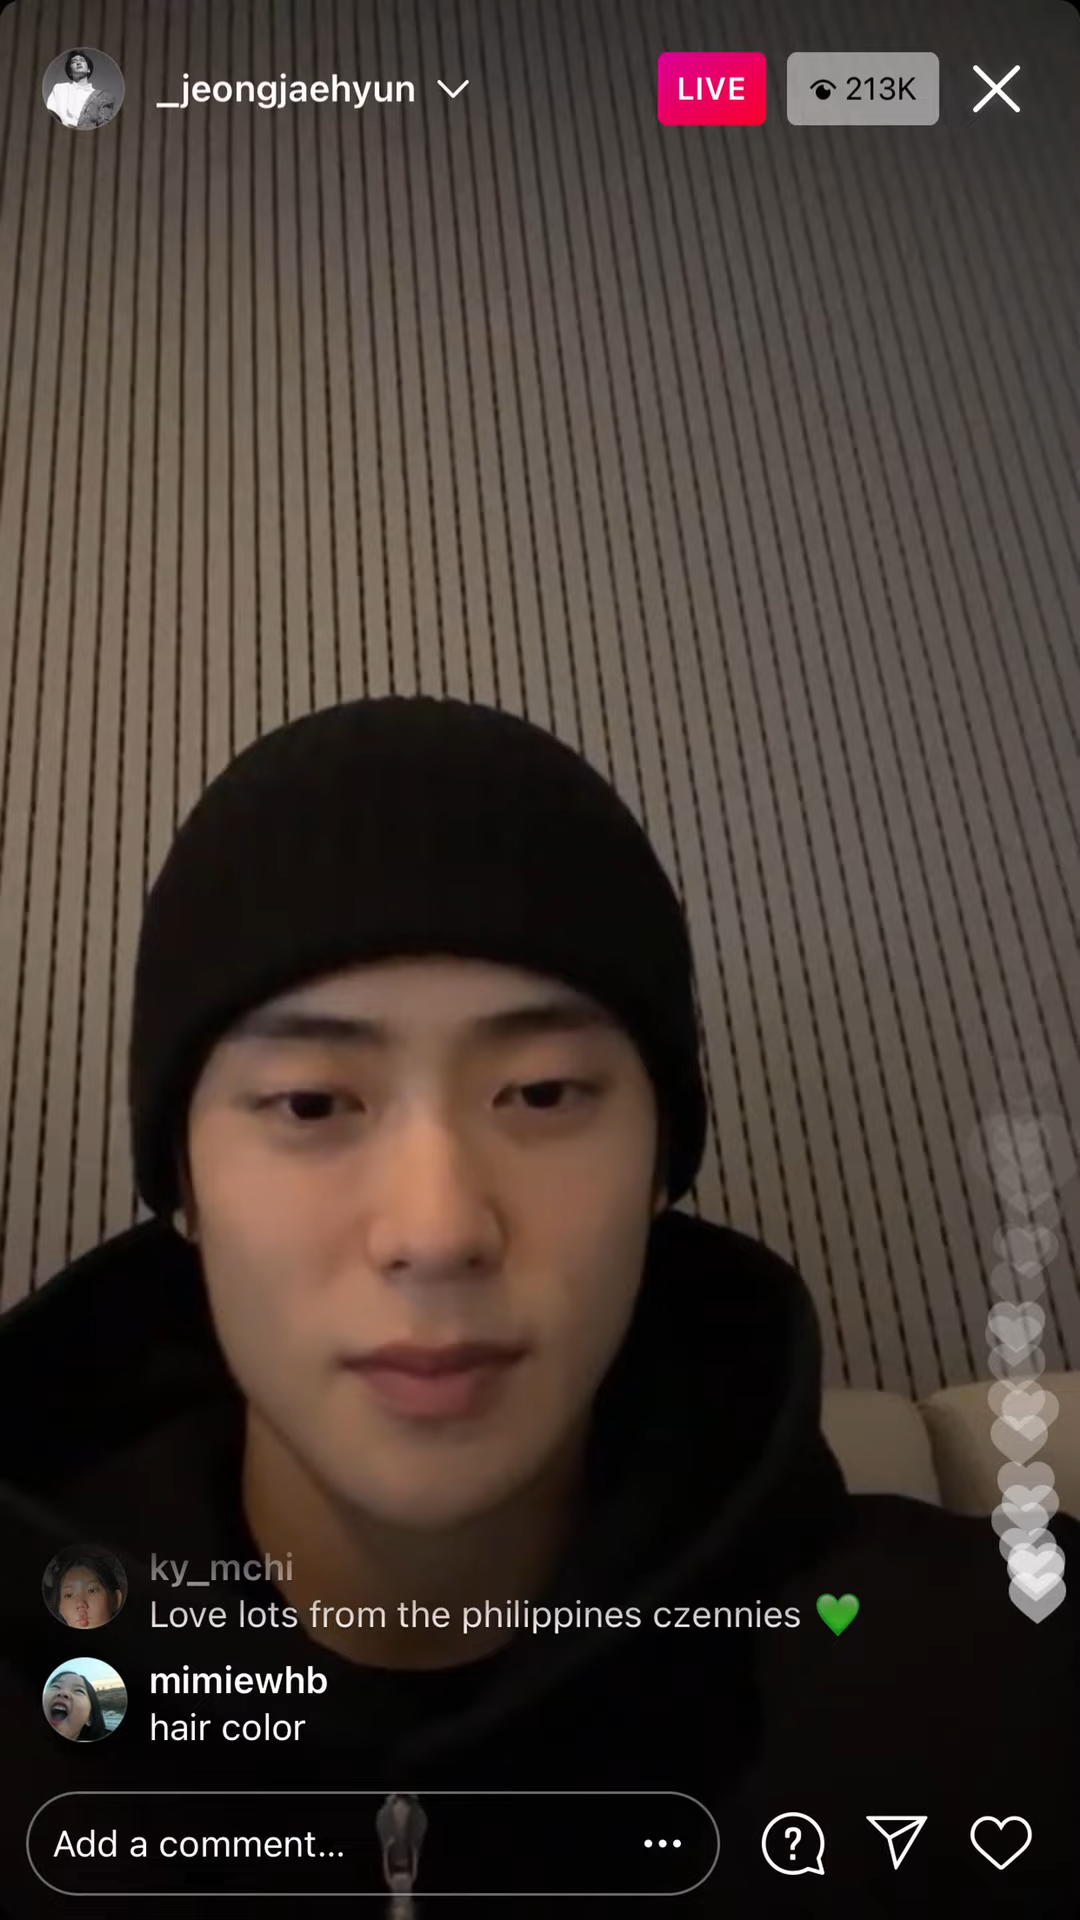 _jeongjaehyun
LIVE
213K
ky_mchi
Love lots from the philippines czennies 💚
mimiewhb
hair color
Add a comment...